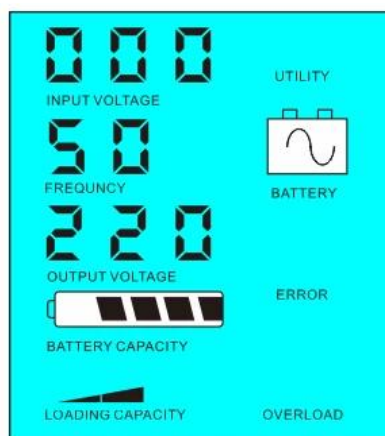 000
UTILITY
INPUT VOLTAGE
50
FREQUNCY
BATTERY
220
OUTPUT VOLTAGE
ERROR
BATTERY CAPACITY
LOADING CAPACITY
OVERLOAD